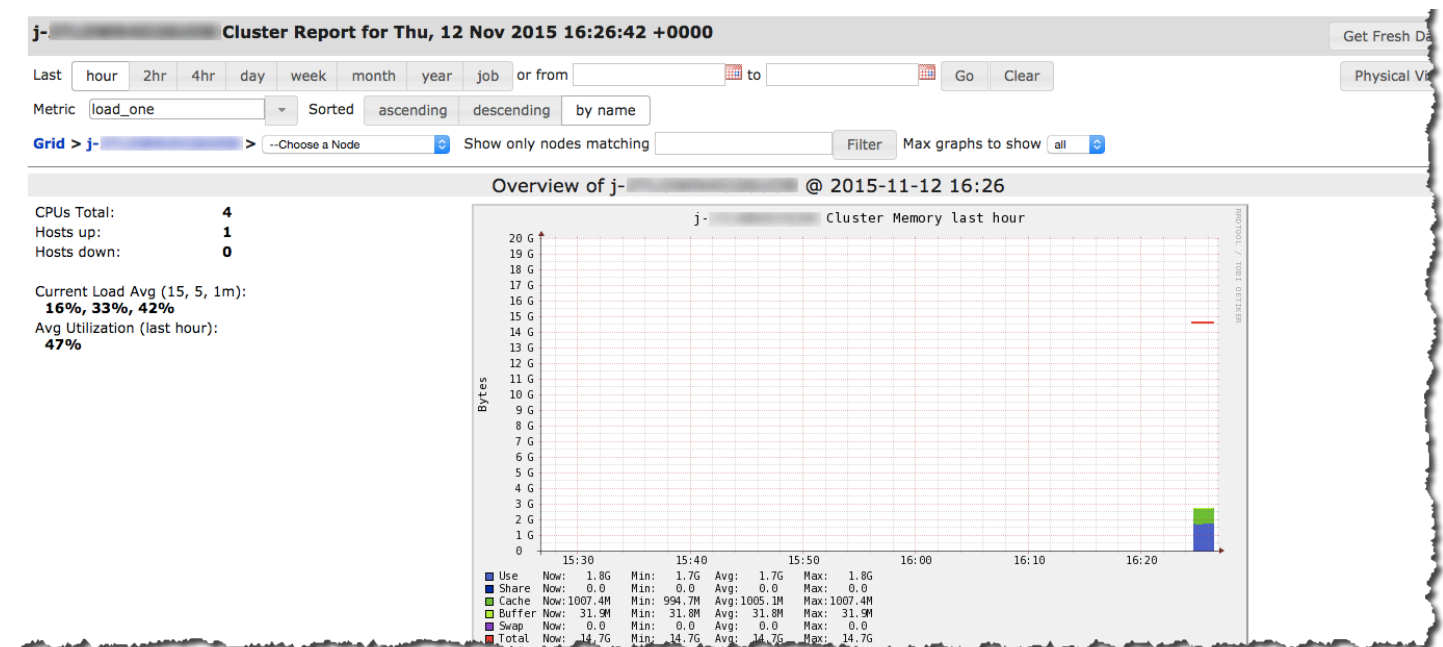 j- Cluster Report for Thu, 12 Nov 2015 16:26:42 +0000
Get Fresh
Last hour 2hr 4hr day week month year job or from to Go Clear
Physical
Metric load_one Sorted ascending descending by name
Grid > j- > --Choose a Node Show only nodes matching Filter Max graphs to show all
Overview of j- @ 2015-11-12 16:26
CPUs Total: 4
Hosts up: 1
Hosts down: 0
Current Load Avg (15, 5, 1m):
16%, 33%, 42%
Avg Utilization (last hour):
47%
j- Cluster Memory last hour
RRDTOOL / TOBI OETIKER
Bytes
20 G
19 G
18 G
17 G
16 G
15 G
14 G
13 G
12 G
11 G
10 G
9 G
8 G
7 G
6 G
5 G
4 G
3 G
2 G
1 G
0
15:30 15:40 15:50 16:00 16:10 16:20
Use Now: 1.8G Min: 1.7G Avg: 1.7G Max: 1.8G
Share Now: 0.0 Min: 0.0 Avg: 0.0 Max: 0.0
Cache Now:1007.4M Min: 994.7M Avg:1005.1M Max:1007.4M
Buffer Now: 31.9M Min: 31.8M Avg: 31.8M Max: 31.9M
Swap Now: 0.0 Min: 0.0 Avg: 0.0 Max: 0.0
Total Now: 14.7G Min: 14.7G Avg: 14.7G Max: 14.7G